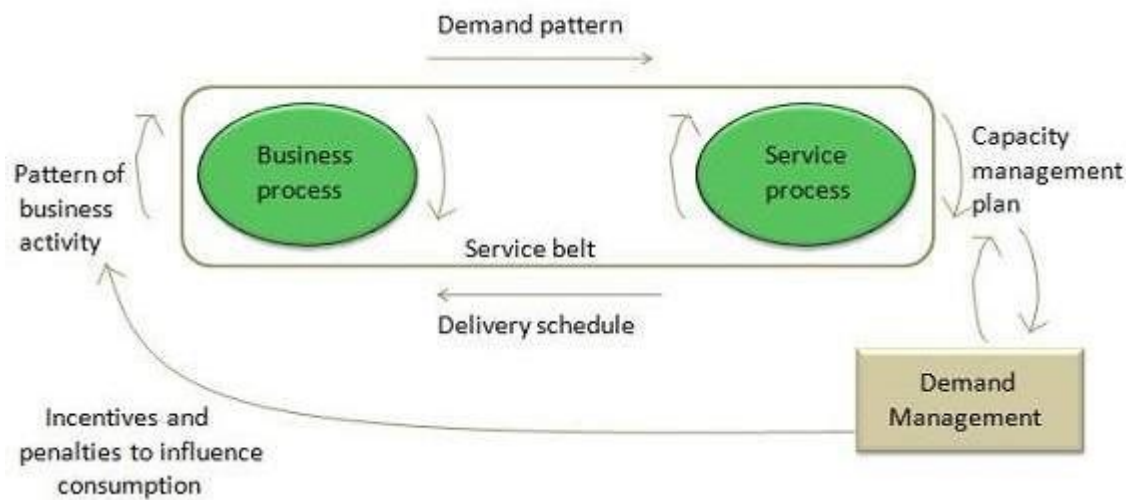 Demand pattern
Business
process
Service
process
Pattern of
business
activity
Capacity
management
plan
Service belt
Delivery schedule
Demand
Management
Incentives and
penalties to influence
consumption